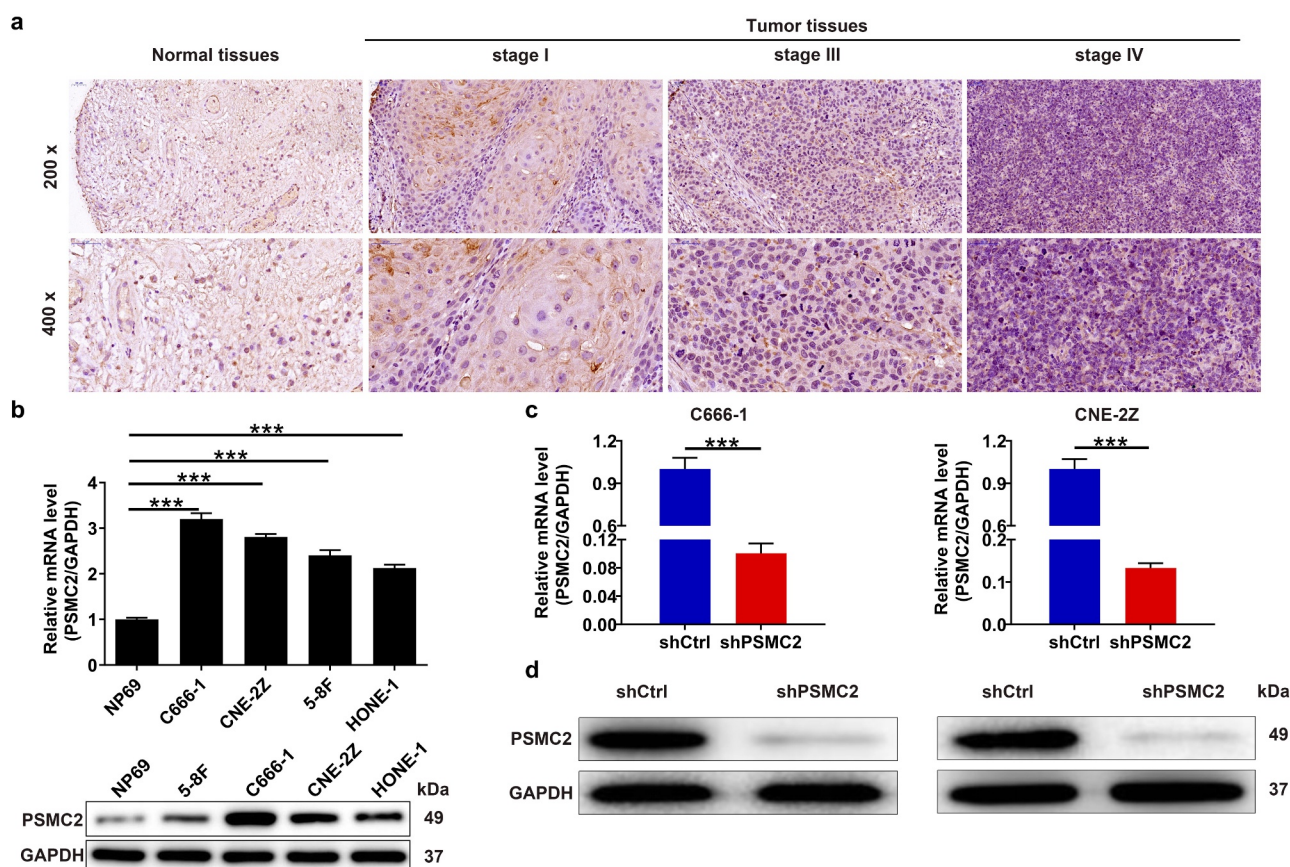 a
Tumor tissues
Normal tissues stage I stage III stage IV
200 x
400 x
b
***
***
***
***
Relative mRNA level
(PSMC2/GAPDH)
4
3
2
1
0
NP69 C666-1 CNE-2Z 5-8F HONE-1
NP69 5-8F C666-1 CNE-2Z HONE-1
kDa
PSMC2 49
GAPDH 37
c
C666-1
Relative mRNA level
(PSMC2/GAPDH)
1.2
0.9
0.6
0.12
0.08
0.04
0.00
***
shCtrl shPSMC2
CNE-2Z
Relative mRNA level
(PSMC2/GAPDH)
1.2
0.9
0.6
0.2
0.1
0.0
***
shCtrl shPSMC2
d
shCtrl shPSMC2 shCtrl shPSMC2 kDa
PSMC2 49
GAPDH 37